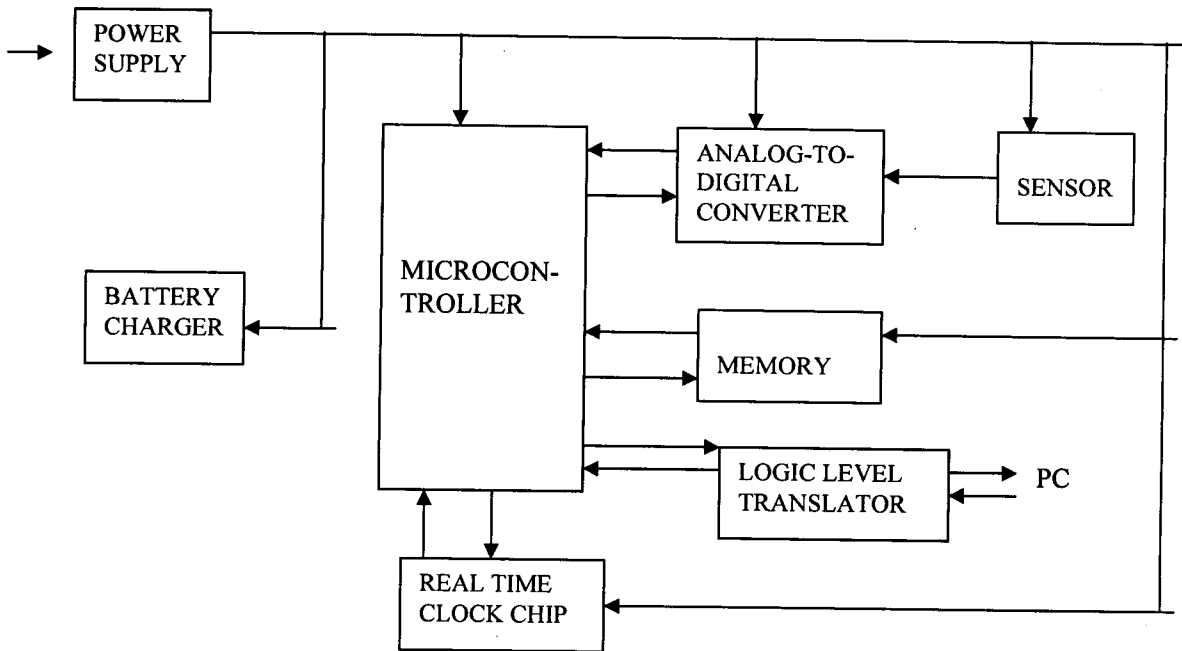 POWER
SUPPLY
ANALOG-TO-
DIGITAL
CONVERTER
SENSOR
MICROCON-
TROLLER
BATTERY
CHARGER
MEMORY
LOGIC LEVEL
TRANSLATOR
PC
REAL TIME
CLOCK CHIP